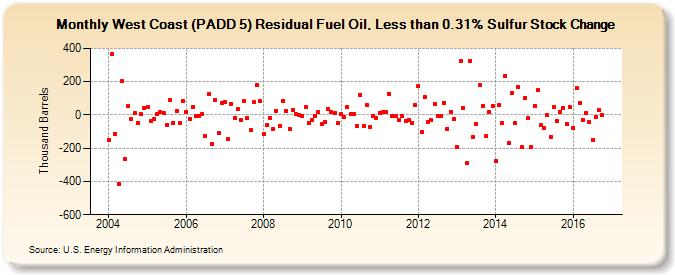 Monthly West Coast (PADD 5) Residual Fuel Oil, Less than 0.31% Sulfur Stock Change
Thousand Barrels
400
200
0
-200
-400
-600
2004 2006 2008 2010 2012 2014 2016
Source: U.S. Energy Information Administration